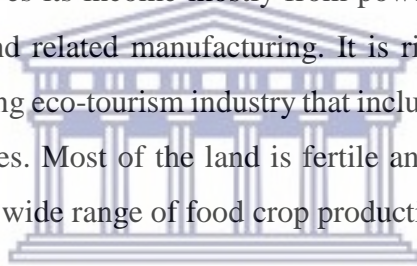 es its income mostly from pow
nd related manufacturing. It is ri
ng eco-tourism industry that inclu
es. Most of the land is fertile an
wide range of food crop producti